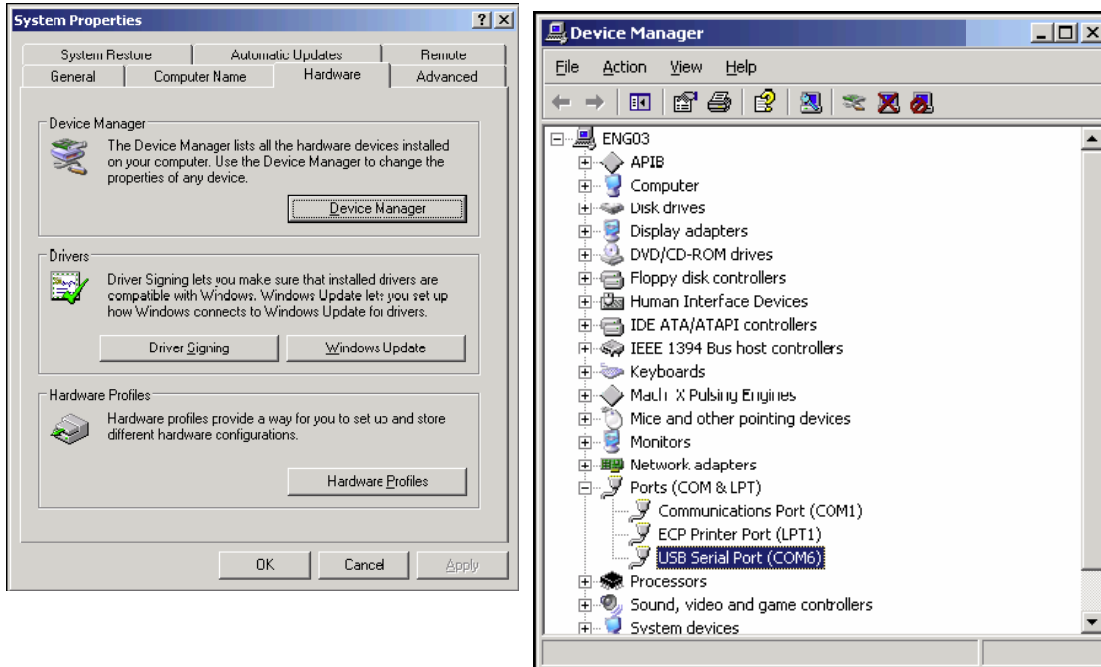 System Properties
System Restore
Automatic Updates
Remote
General
Computer Name
Hardware
Advanced
Device Manager
The Device Manager lists all the hardware devices installed
on your computer. Use the Device Manager to change the
properties of any device.
Device Manager
Drivers
Driver Signing lets you make sure that installed drivers are
compatible with Windows. Windows Update lets you set up
how Windows connects to Windows Update for drivers.
Driver Signing
Windows Update
Hardware Profiles
Hardware profiles provide a way for you to set up and store
different hardware configurations.
Hardware Profiles
OK
Cancel
Apply
Device Manager
File Action View Help
ENG03
APIB
Computer
Disk drives
Display adapters
DVD/CD-ROM drives
Floppy disk controllers
Human Interface Devices
IDE ATA/ATAPI controllers
IEEE 1394 Bus host controllers
Keyboards
Mach X Pulsing Engines
Mice and other pointing devices
Monitors
Network adapters
Ports (COM & LPT)
Communications Port (COM1)
ECP Printer Port (LPT1)
USB Serial Port (COM6)
Processors
Sound, video and game controllers
System devices